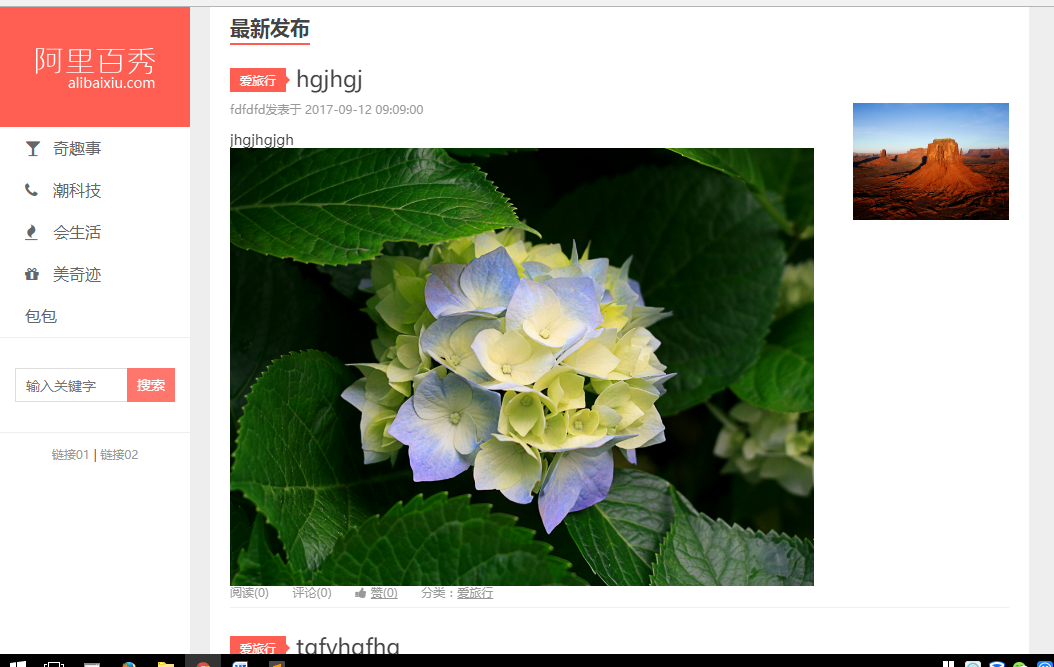 阿里百秀
alibaixiu.com
奇趣事
潮科技
会生活
美奇迹
包包
输入关键字 搜索
链接01 | 链接02
最新发布
爱旅行 hgjhgj
fdfdfd发表于 2017-09-12 09:09:00
jhgjhgjgh
阅读(0) 评论(0) 赞(0) 分类：爱旅行
爱旅行